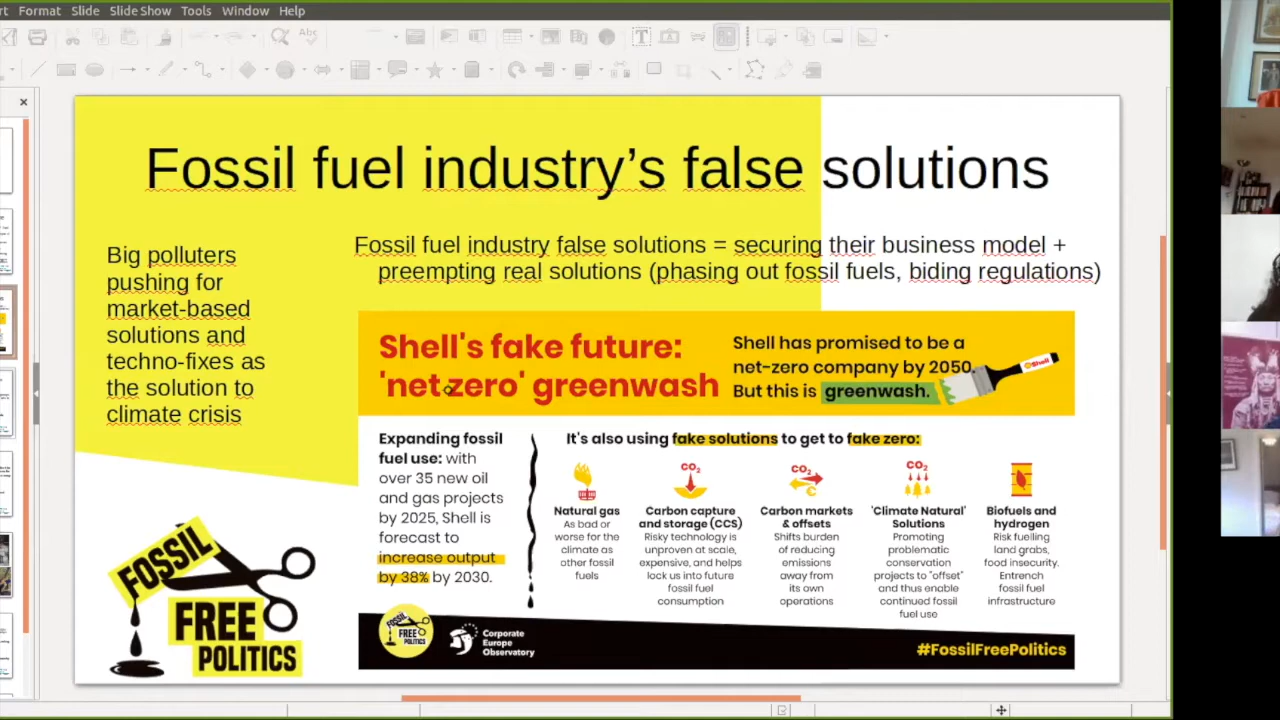 Format Slide Slide Show Tools Window Help
Fossil fuel industry's false solutions
Big polluters
pushing for
market-based
solutions and
techno-fixes as
the solution to
climate crisis
Fossil fuel industry false solutions = securing their business model +
preempting real solutions (phasing out fossil fuels, biding regulations)
Shell's fake future:
'net zero' greenwash
Shell has promised to be a
net-zero company by 2050.
But this is greenwash.
Shell
Expanding fossil
fuel use: with
over 35 new oil
and gas projects
by 2025, Shell is
forecast to
increase output
by 38% by 2030.
It's also using fake solutions to get to fake zero:
Natural gas
As bad or
worse for the
climate as
other fossil
fuels
CO2
Carbon capture
and storage (CCS)
Risky technology is
unproven at scale,
expensive, and helps
lock us into future
fossil fuel
consumption
CO2
Carbon markets
& offsets
Shifts burden
of reducing
emissions
away from
its own
operations
CO2
'Climate Natural'
Solutions
Promoting
problematic
conservation
projects to "offset"
and thus enable
continued fossil
fuel use
Biofuels and
hydrogen
Risk fuelling
land grabs,
food insecurity.
Entrench
fossil fuel
infrastructure
FOSSIL
FREE
POLITICS
FOSSIL
FREE
POLITICS
Corporate
Europe
Observatory
#FossilFreePolitics